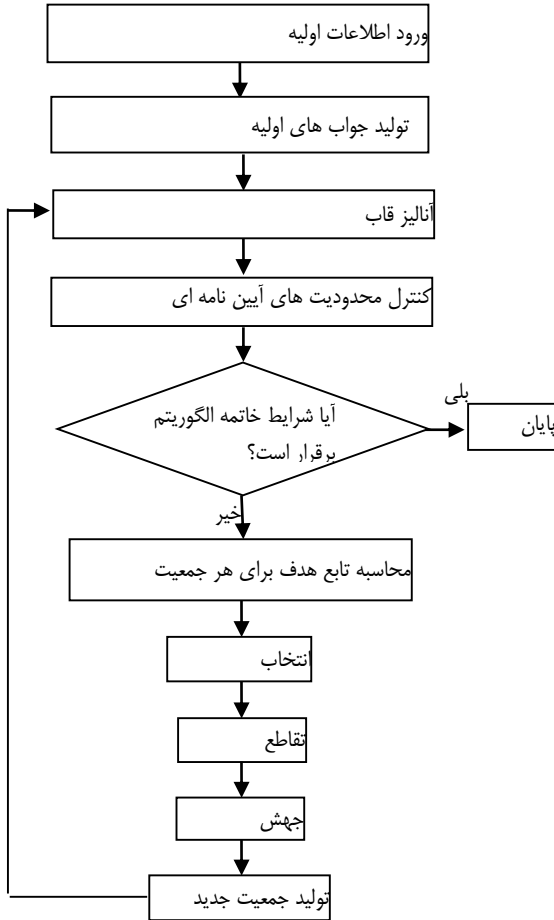 ورود اطلاعات اولیه
تولید جواب های اولیه
آنالیز قاب
کنترل محدودیت های آیین نامه ای
آیا شرایط خاتمه الگوریتم
برقرار است؟
بلی
پایان
خیر
محاسبه تابع هدف برای هر جمعیت
انتخاب
تقاطع
جهش
تولید جمعیت جدید